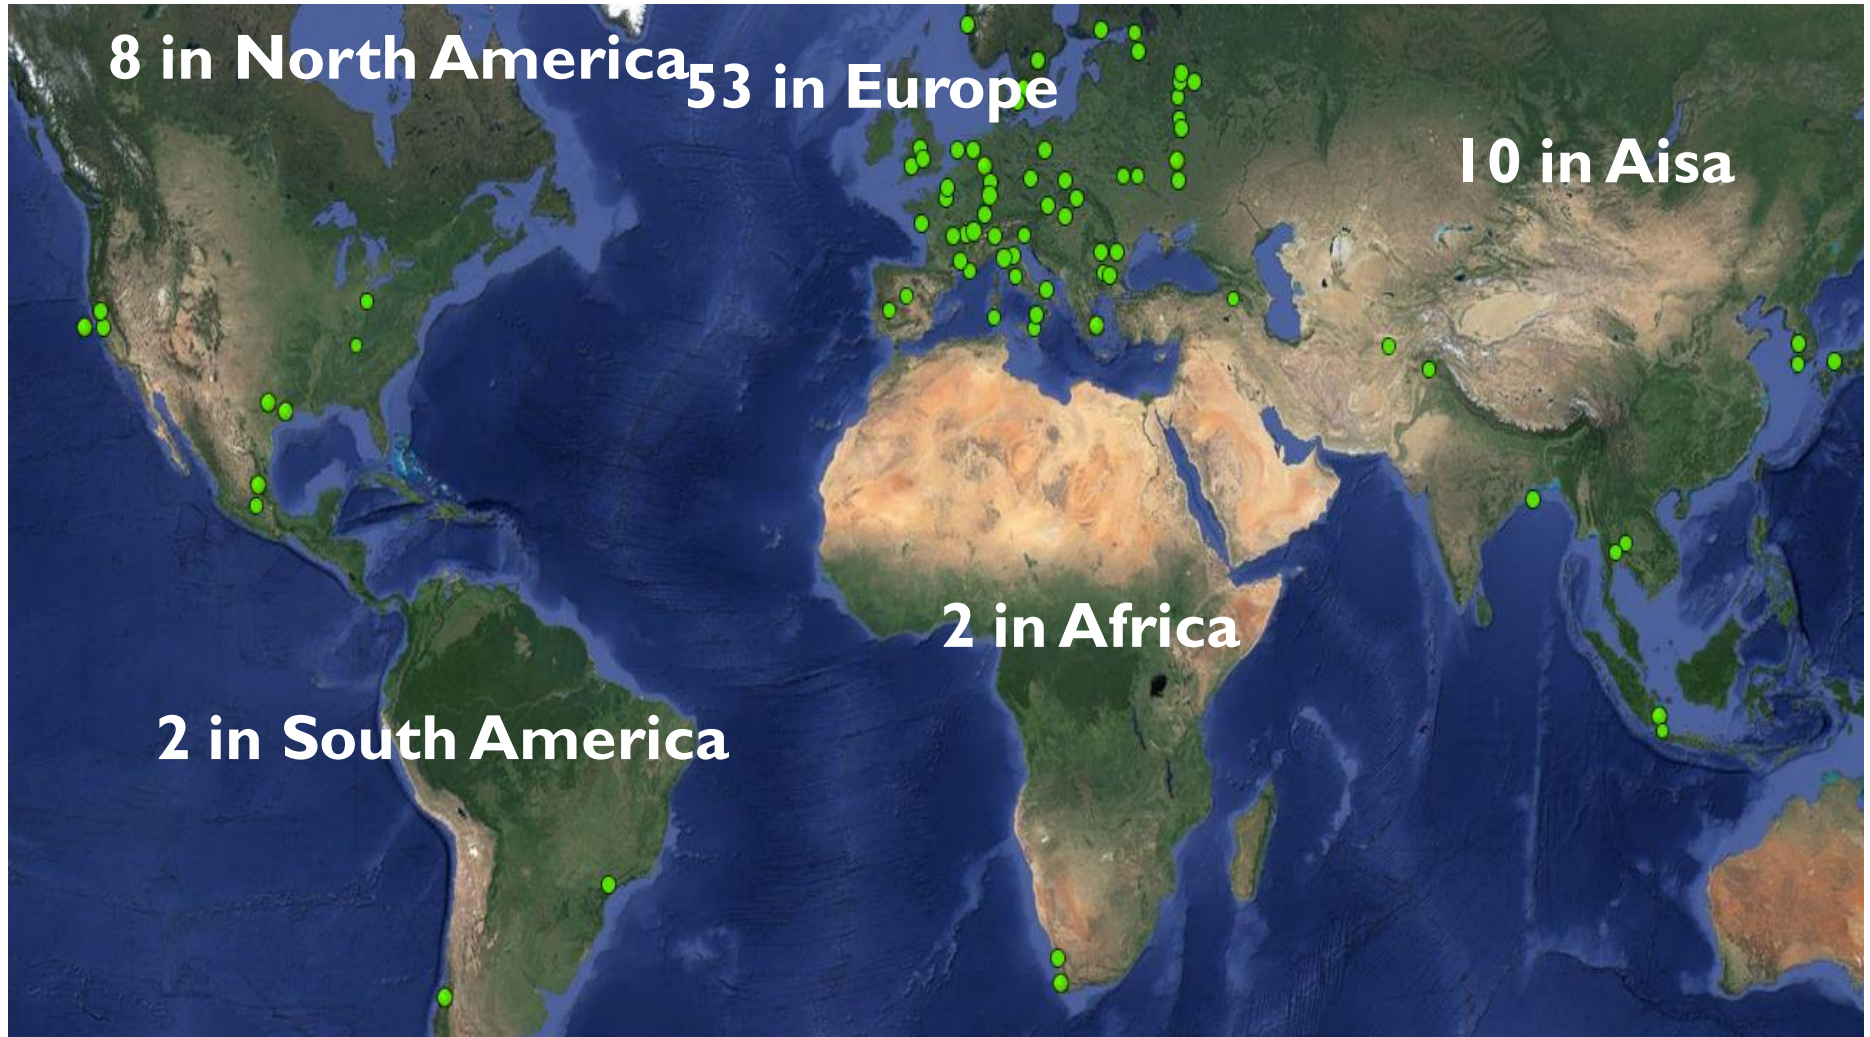 8 in North America
53 in Europe
10 in Aisa
2 in Africa
2 in South America